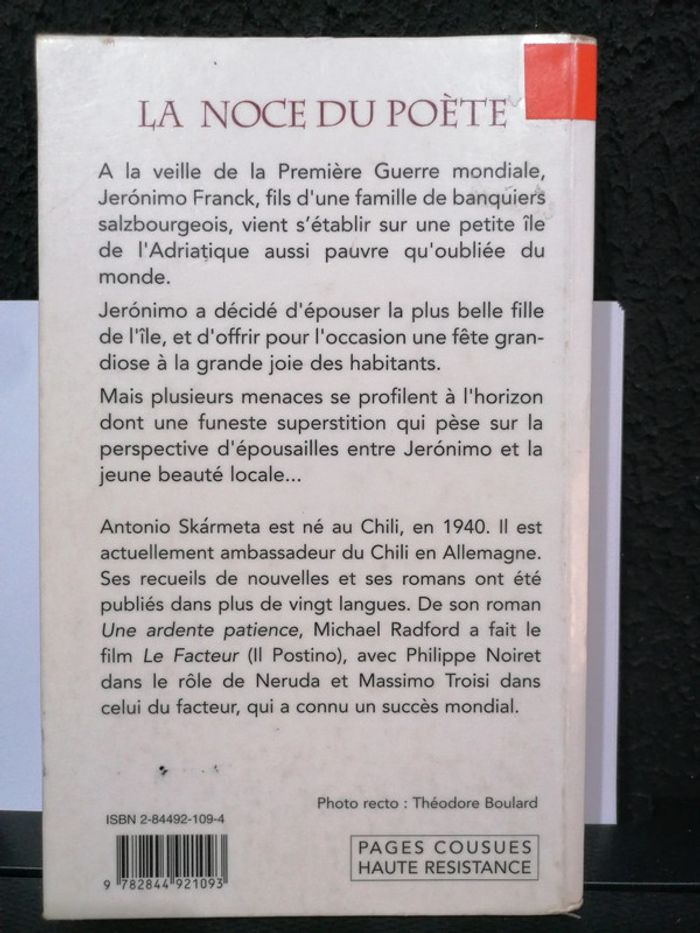 LA NOCE DU POÈTE
A la veille de la Première Guerre mondiale,
Jerónimo Franck, fils d'une famille de banquiers
salzbourgeois, vient s'établir sur une petite île
de l'Adriatique aussi pauvre qu'oubliée du
monde.
Jerónimo a décidé d'épouser la plus belle fille
de l'île, et d'offrir pour l'occasion une fête gran-
diose à la grande joie des habitants.
Mais plusieurs menaces se profilent à l'horizon
dont une funeste superstition qui pèse sur la
perspective d'épousailles entre Jerónimo et la
jeune beauté locale...
Antonio Skármeta est né au Chili, en 1940. Il est
actuellement ambassadeur du Chili en Allemagne.
Ses recueils de nouvelles et ses romans ont été
publiés dans plus de vingt langues. De son roman
Une ardente patience, Michael Radford a fait le
film Le Facteur (Il Postino), avec Philippe Noiret
dans le rôle de Neruda et Massimo Troisi dans
celui du facteur, qui a connu un succès mondial.
Photo recto : Théodore Boulard
ISBN 2-84492-109-4
9 782844 921093
PAGES COUSUES
HAUTE RESISTANCE